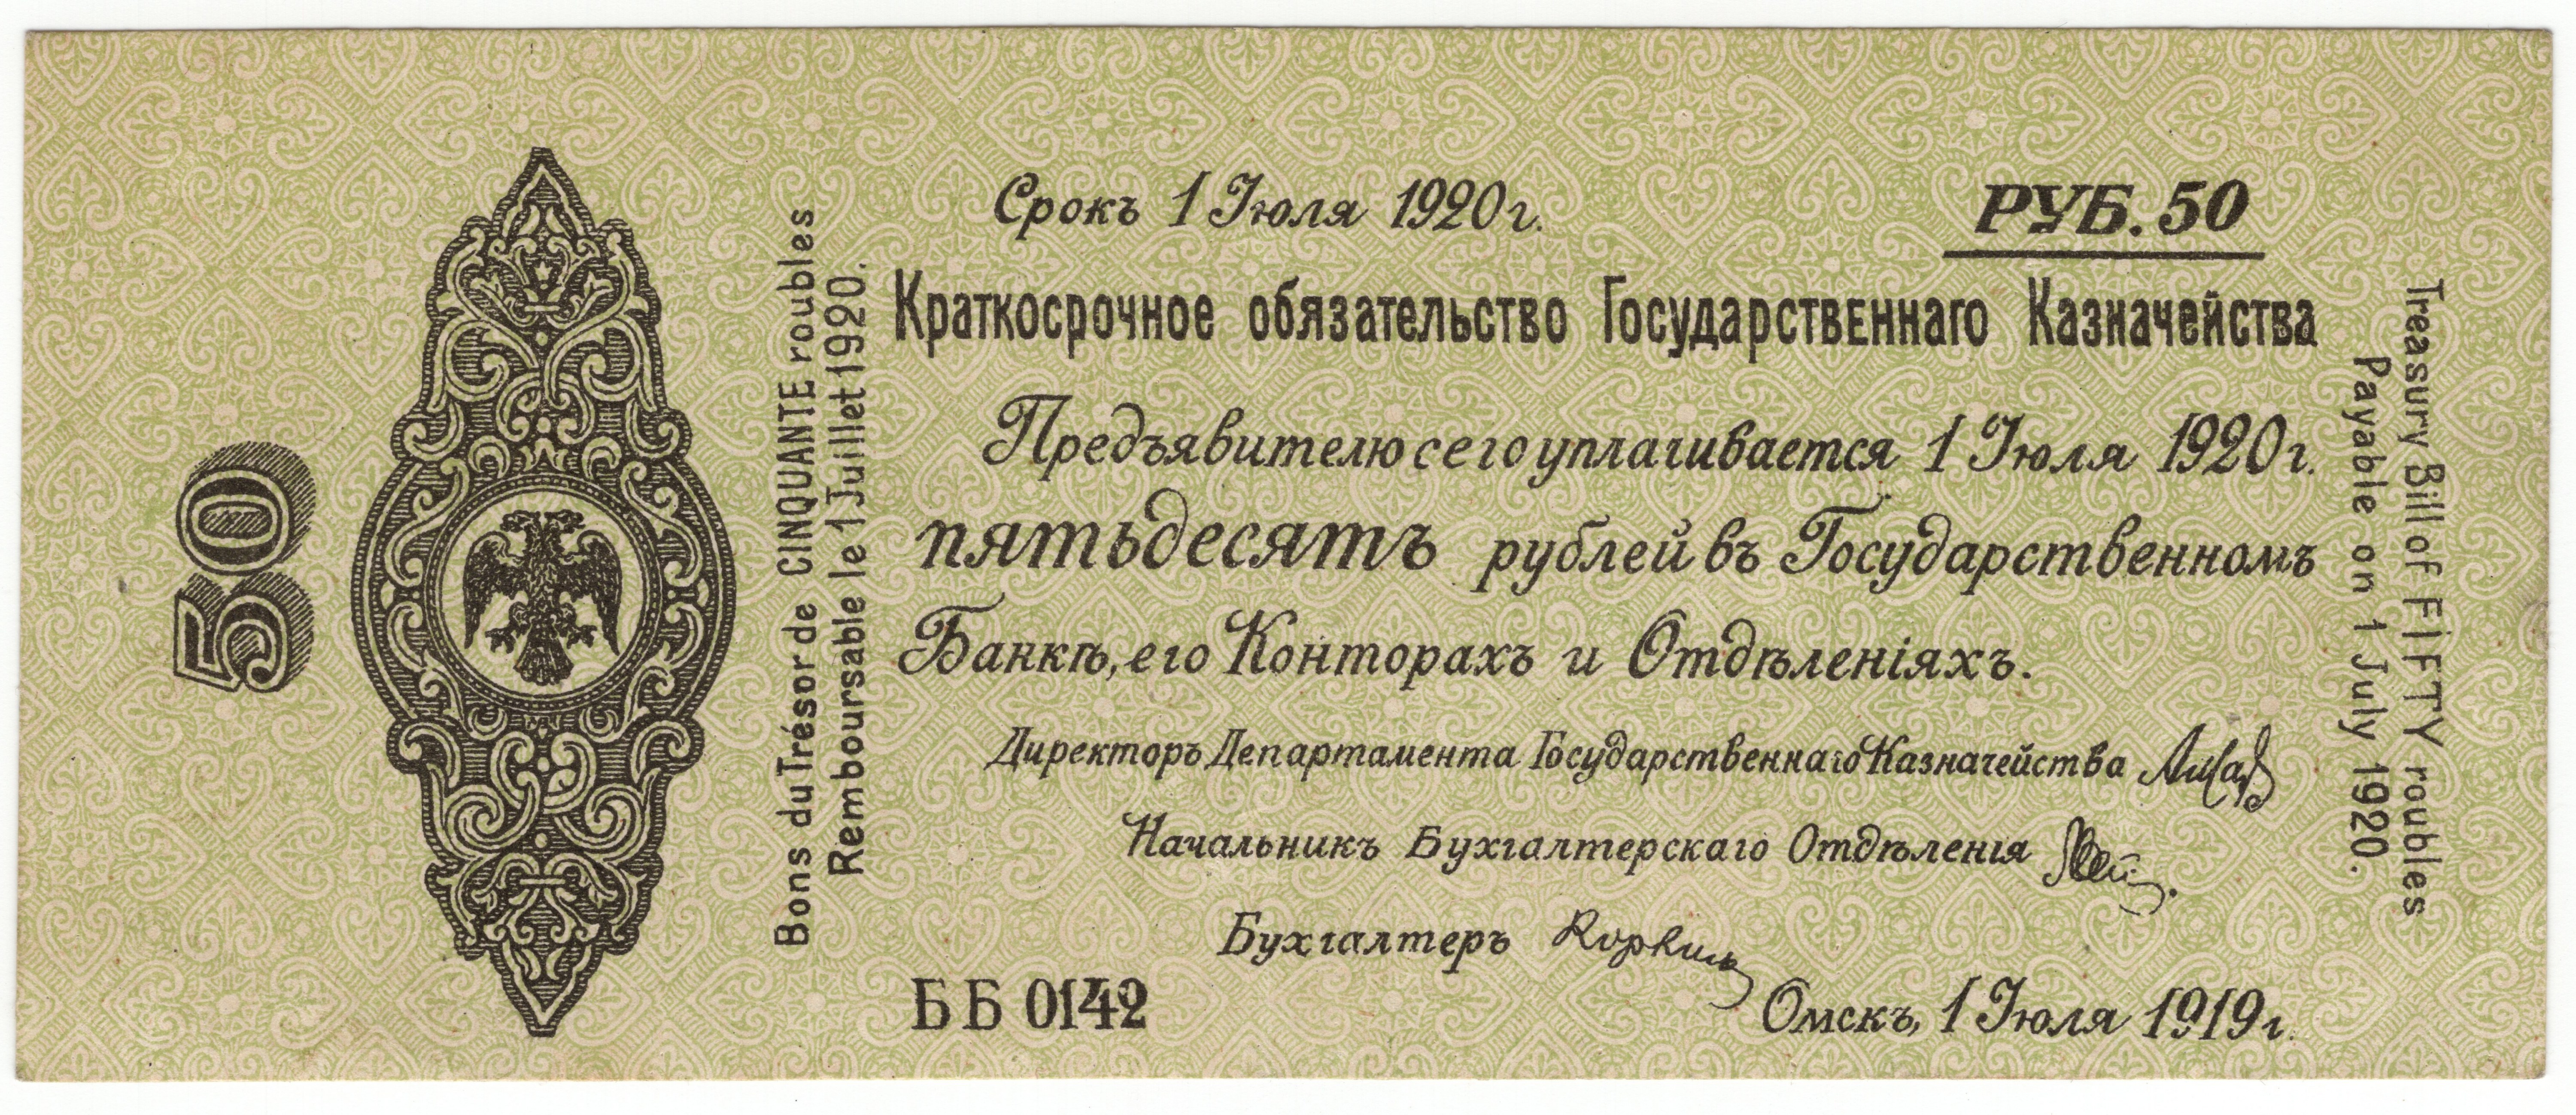 50
Bons du Trésor de CINQUANTE roubles
Remboursable le 1 Juillet 1920.
Срокъ 1 Іюля 1920 г.
РУБ. 50
Краткосрочное обязательство Государственнаго Казначейства
Предъявителю сего уплачивается 1 Іюля 1920 г.
пятьдесятъ рублей въ Государственномъ
Банкѣ, его Конторахъ и Отдѣленіяхъ.
Директоръ Департамента Государственнаго Казначейства
Начальникъ Бухгалтерскаго Отдѣленія
Бухгалтеръ
ББ 0142
Омскъ, 1 Іюля 1919 г.
Treasury Bill of FIFTY roubles
Payable on 1 July 1920.